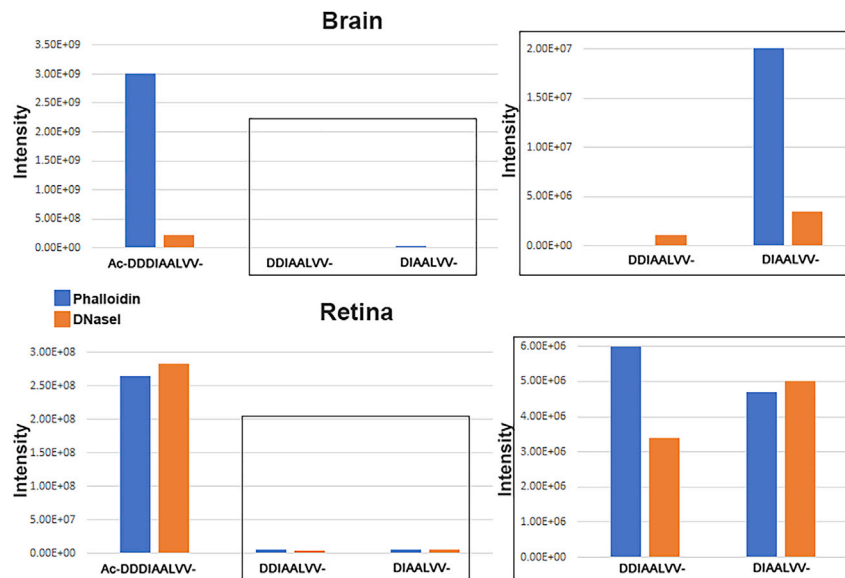 Brain
Intensity
3.50E+09
3.00E+09
2.50E+09
2.00E+09
1.50E+09
1.00E+09
5.00E+08
0.00E+00
Ac-DDDIAALVV-
DDIAALVV-
DIAALVV-
Intensity
2.00E+07
1.50E+07
1.00E+07
5.00E+06
0.00E+00
DDIAALVV-
DIAALVV-
Phalloidin
DNaseI
Retina
Intensity
3.00E+08
2.50E+08
2.00E+08
1.50E+08
1.00E+08
5.00E+07
0.00E+00
Ac-DDDIAALVV-
DDIAALVV-
DIAALVV-
Intensity
6.00E+06
5.00E+06
4.00E+06
3.00E+06
2.00E+06
1.00E+06
0.00E+00
DDIAALVV-
DIAALVV-